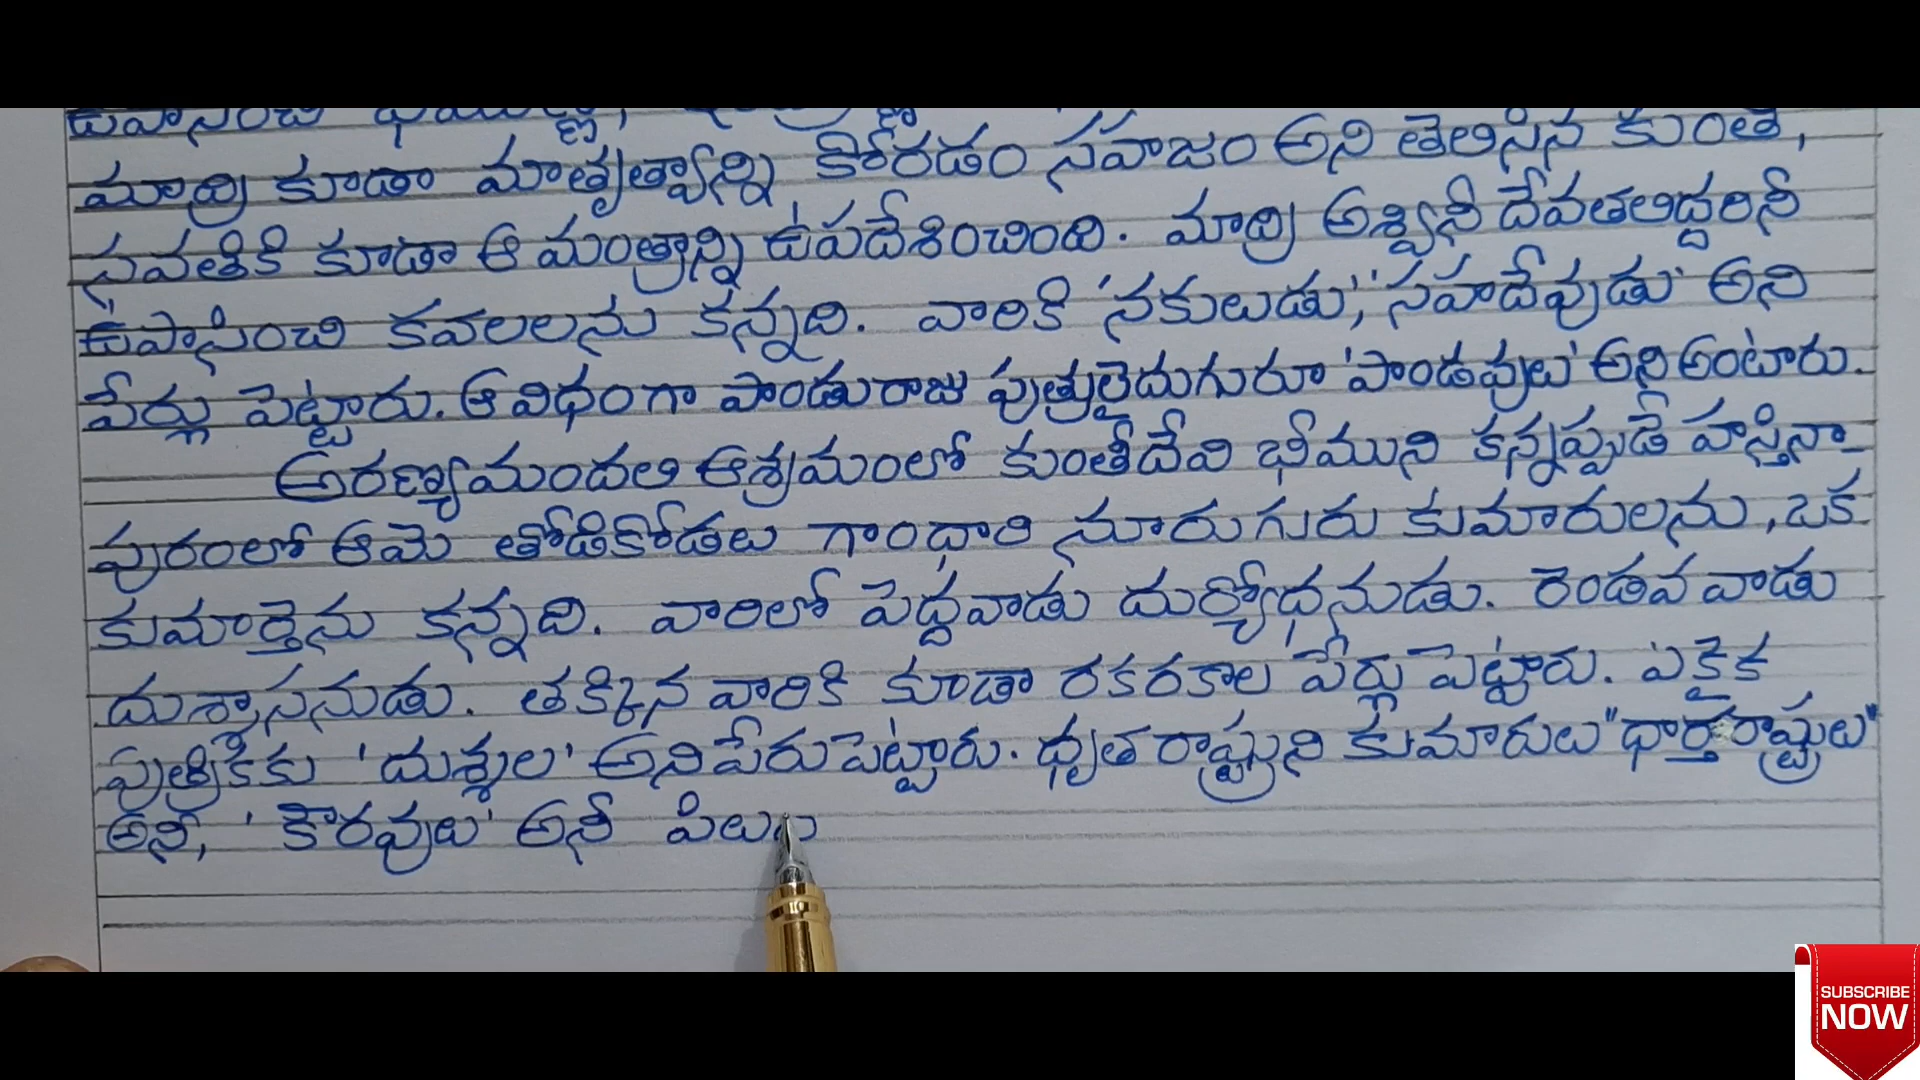 మాద్రి కూడా మాతృత్వాన్ని కోరడం సహజం అని తెలిసిన కుంతి,
సవతికి కూడా ఆ మంత్రాన్ని ఉపదేశించింది. మాద్రి అశ్వినీ దేవతలిద్దరినీ
ఉపాసించి కవలలను కన్నది. వారికి 'నకులుడు', 'సహదేవుడు' అని
పేర్లు పెట్టారు. ఆ విధంగా పాండురాజు పుత్రులైదుగురూ 'పాండవులు' అని అంటారు.
అరణ్యామందలి ఆశ్రమంలో కుంతీదేవి భీముని కన్నప్పుడే హస్తినా
పురంలో ఆమె తోడికోడలు గాంధారి నూరుగురు కుమారులను, ఒక
కుమార్తెను కన్నది. వారిలో పెద్దవాడు దుర్యోధనుడు. రెండవ వాడు
దుశ్శాసనుడు. తక్కిన వారికి కూడా రకరకాల పేర్లు పెట్టారు. ఏకైక
పుత్రికకు 'దుశ్శల' అని పేరు పెట్టారు. ధృతరాష్ట్రుని కుమారులు "ధార్తరాష్ట్రులు"
అనీ, 'కౌరవులు' అనీ పిలు
SUBSCRIBE
NOW